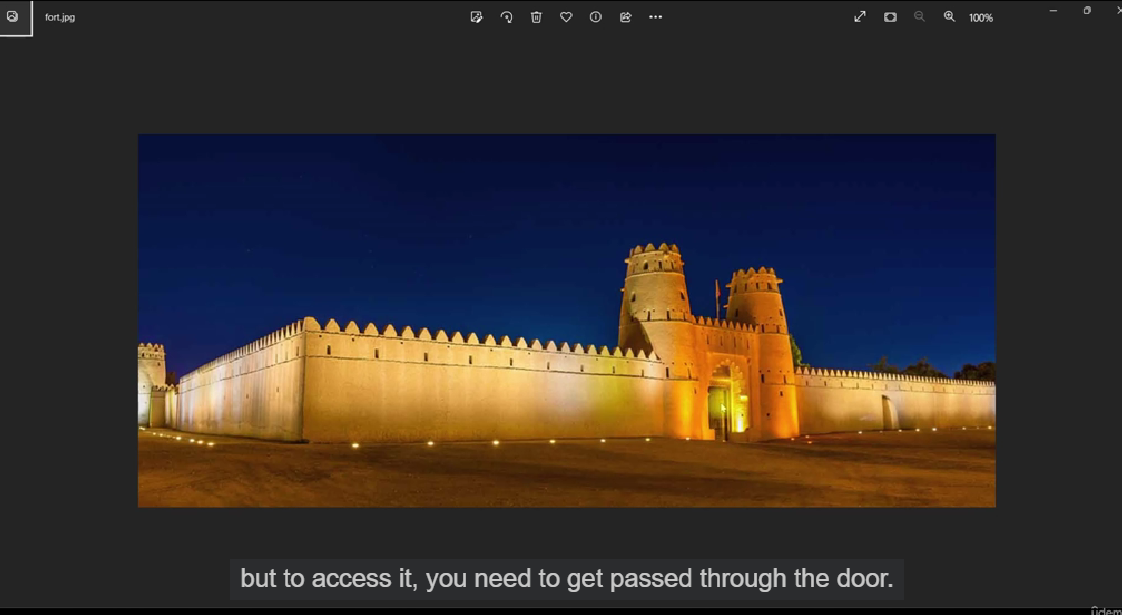 fort.jpg
100%
but to access it, you need to get passed through the door.